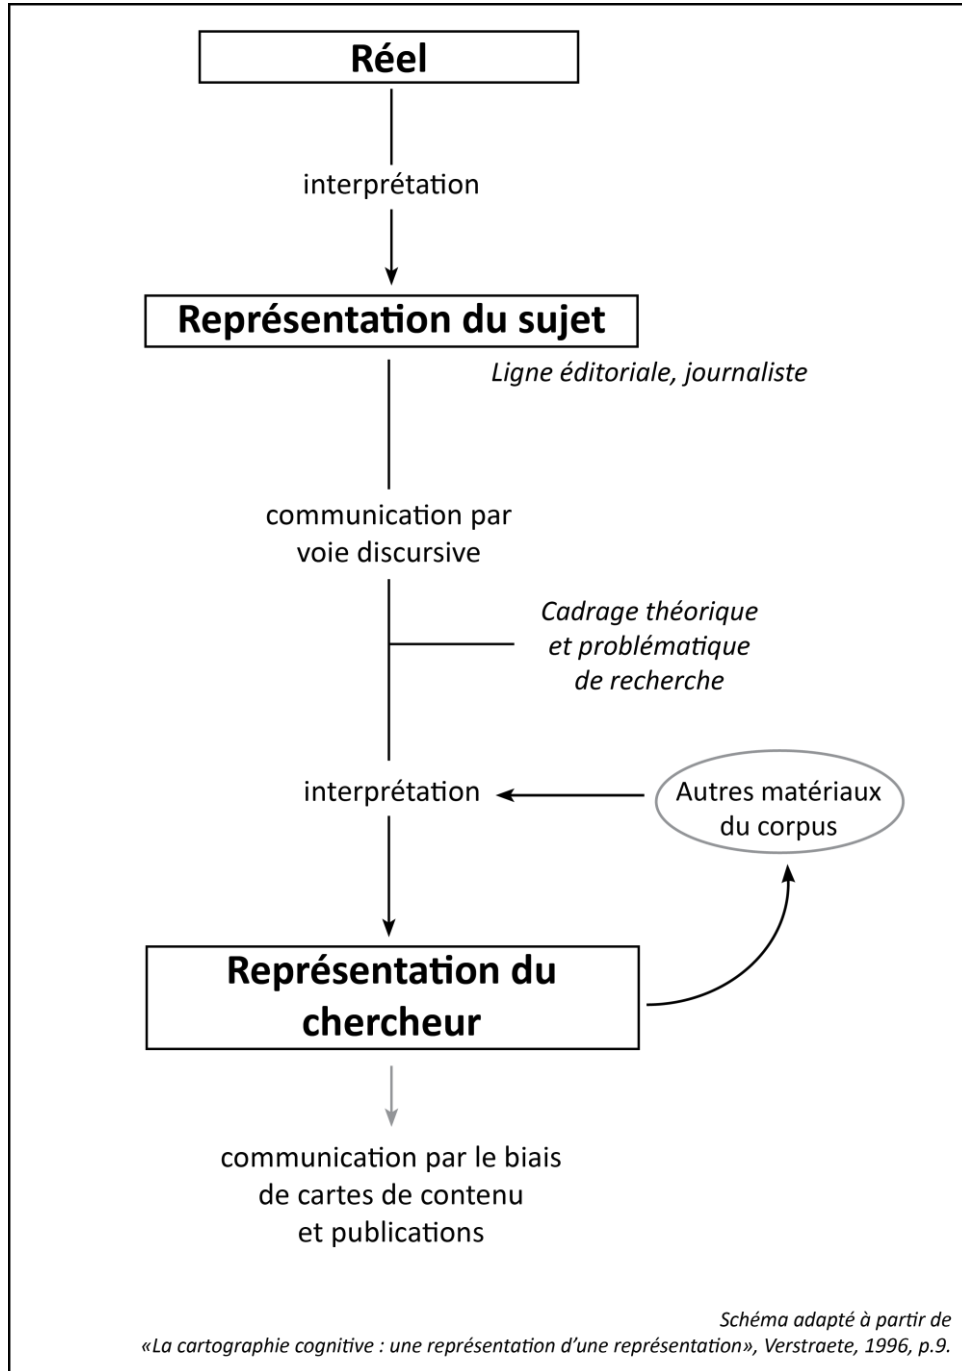 Réel
interprétation
Représentation du sujet
Ligne éditoriale, journaliste
communication par
voie discursive
Cadrage théorique
et problématique
de recherche
interprétation
Autres matériaux
du corpus
Représentation du
chercheur
communication par le biais
de cartes de contenu
et publications
Schéma adapté à partir de
«La cartographie cognitive : une représentation d'une représentation», Verstraete, 1996, p.9.